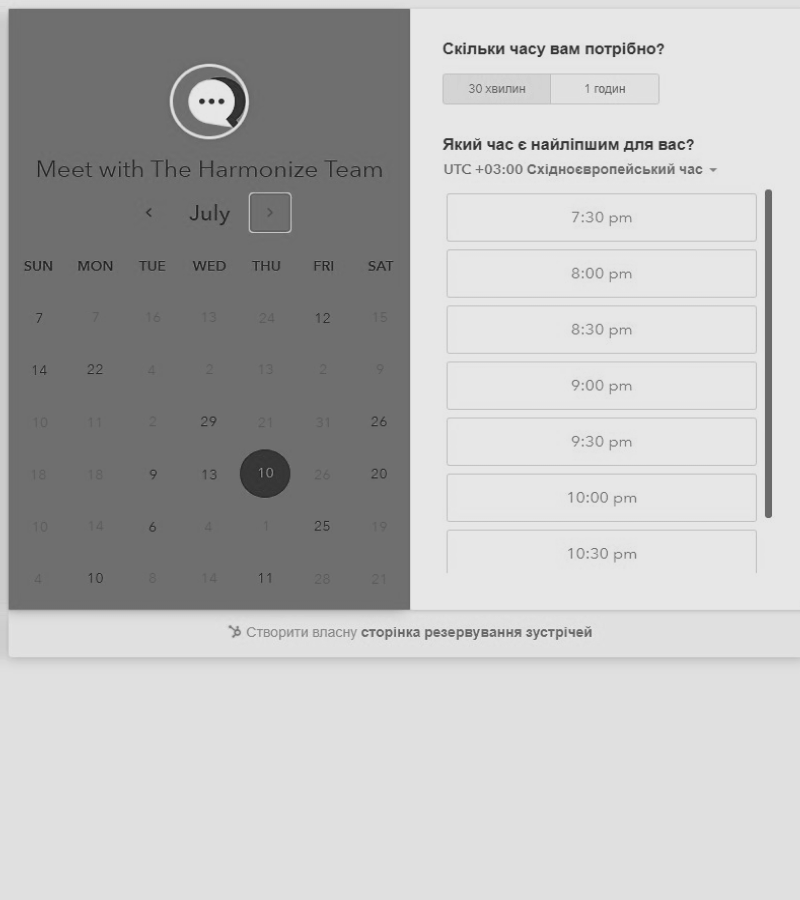 Meet with The Harmonize Team
July
SUN MON TUE WED THU FRI SAT
7 7 16 13 24 12 15
14 22 4 2 13 2 9
10 11 2 29 21 31 26
18 18 9 13 10 26 20
10 14 6 4 1 25 19
4 10 8 14 11 28 21
Скільки часу вам потрібно?
30 хвилин 1 годин
Який час є найліпшим для вас?
UTC +03:00 Східноєвропейський час
7:30 pm
8:00 pm
8:30 pm
9:00 pm
9:30 pm
10:00 pm
10:30 pm
Створити власну сторінка резервування зустрічей